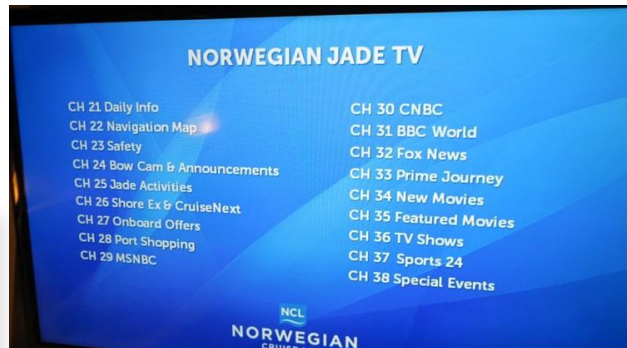 NORWEGIAN JADE TV
CH 21 Daily Info
CH 22 Navigation Map
CH 23 Safety
CH 24 Bow Cam & Announcements
CH 25 Jade Activities
CH 26 Shore Ex & CruiseNext
CH 27 Onboard Offers
CH 28 Port Shopping
CH 29 MSNBC
CH 30 CNBC
CH 31 BBC World
CH 32 Fox News
CH 33 Prime Journey
CH 34 New Movies
CH 35 Featured Movies
CH 36 TV Shows
CH 37 Sports 24
CH 38 Special Events
NCL
NORWEGIAN